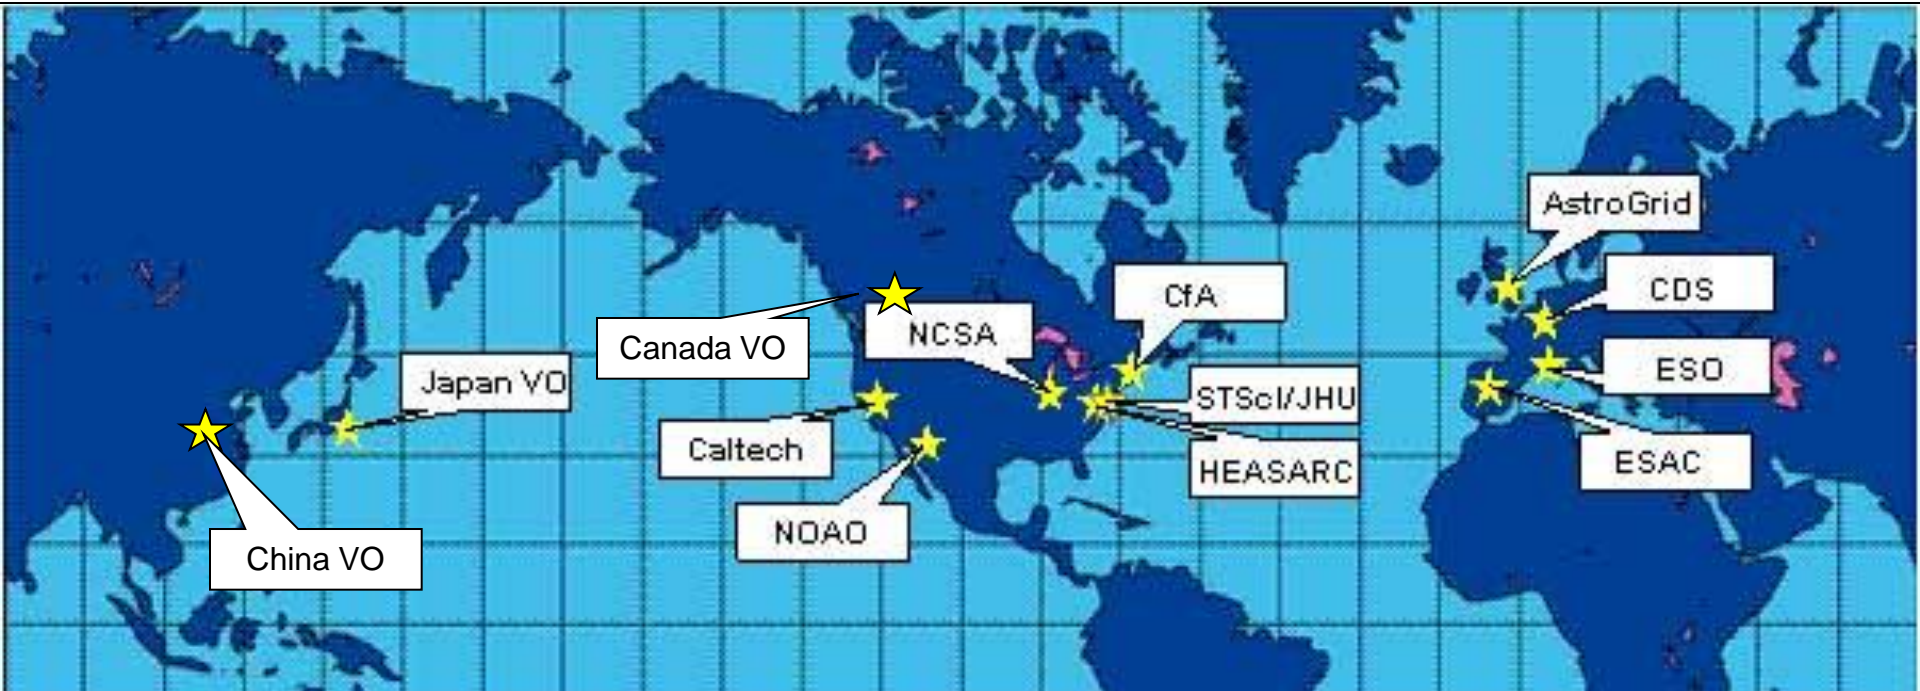 AstroGrid
CDS
CfA
NCSA
Canada VO
Japan VO
ESO
STScI/JHU
Caltech
HEASARC
ESAC
NOAO
China VO